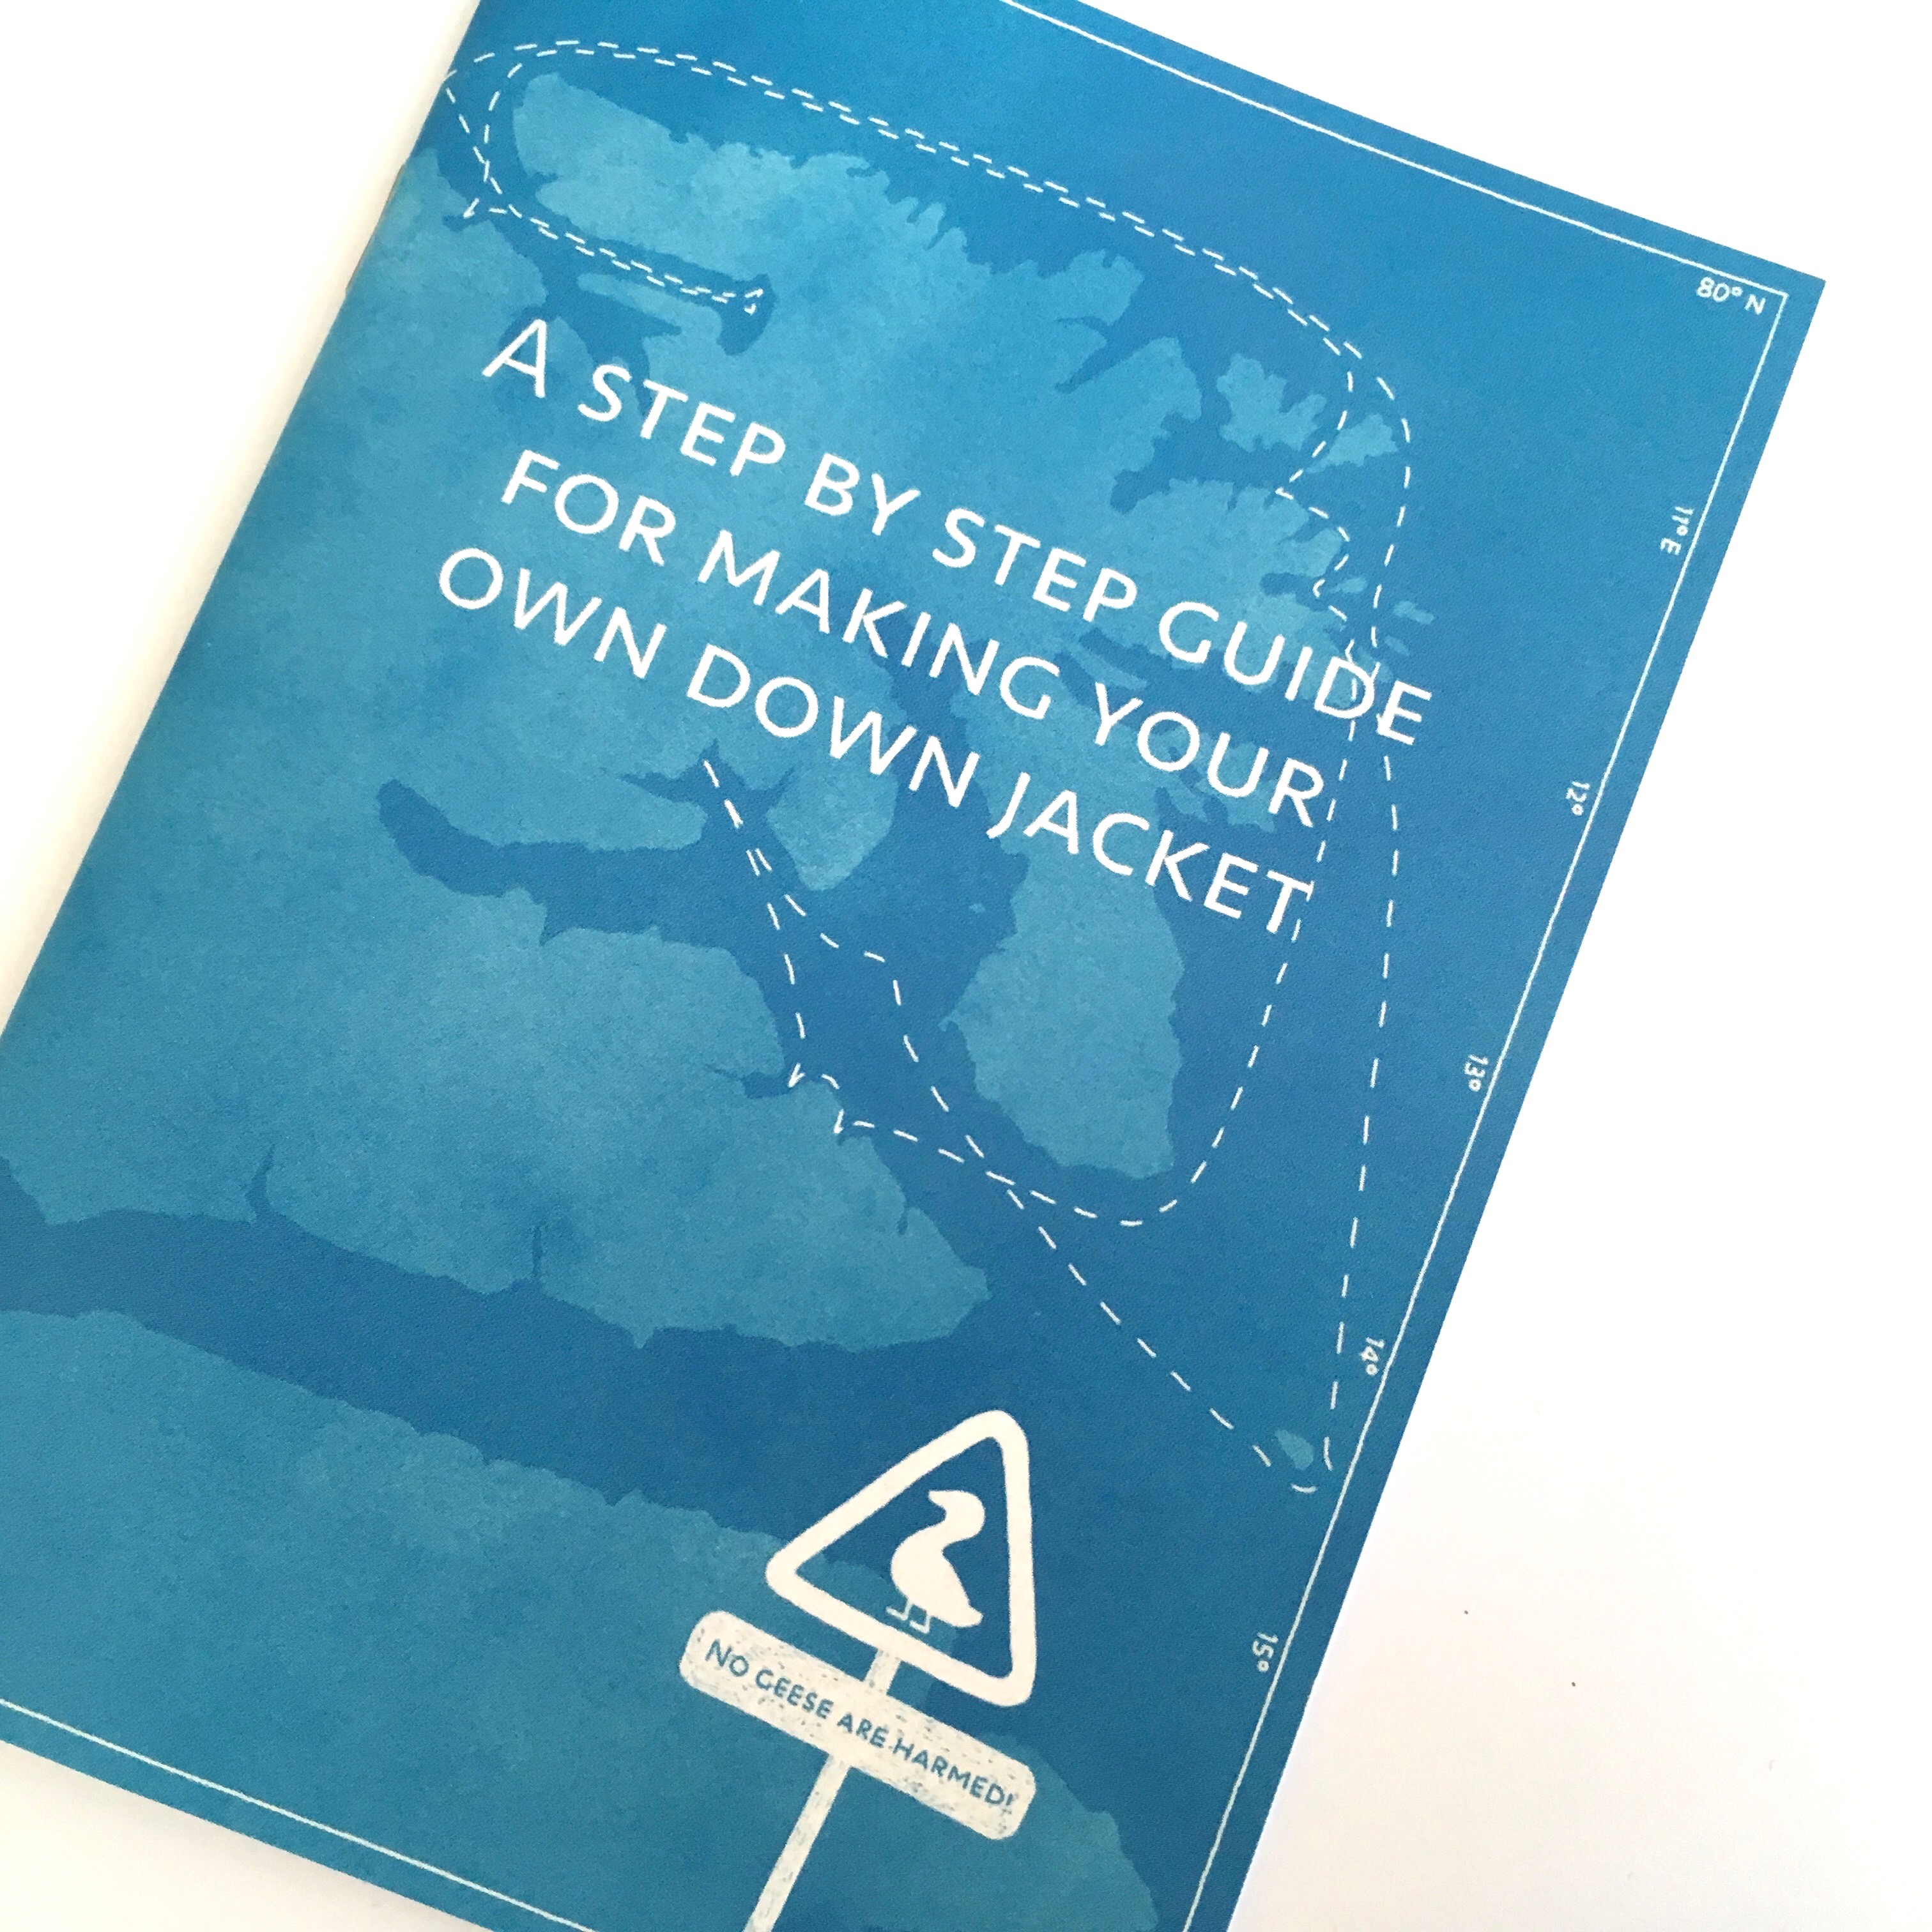 80° N
A STEP BY STEP GUIDE
FOR MAKING YOUR
OWN DOWN JACKET
11° E
12°
13°
14°
15°
NO GEESE ARE HARMED!